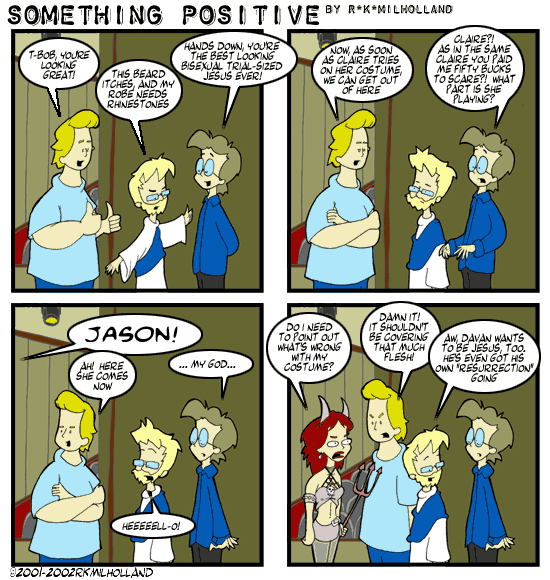 SOMETHING POSITIVE BY R*K*MILHOLLAND
T-BOB, YOU'RE
LOOKING
GREAT!
THIS BEARD
ITCHES, AND MY
ROBE NEEDS
RHINESTONES
HANDS DOWN, YOU'RE
THE BEST LOOKING
BISEXUAL TRIAL-SIZED
JESUS EVER!
NOW, AS SOON
AS CLAIRE TRIES
ON HER COSTUME,
WE CAN GET OUT
OF HERE
CLAIRE?!
AS IN THE SAME
CLAIRE YOU PAID
ME FIFTY BUCKS
TO SCARE?! WHAT
PART IS SHE
PLAYING?
JASON!
AH! HERE
SHE COMES
NOW
... MY GOD...
HEEEEELL-O!
DO I NEED
TO POINT OUT
WHAT'S WRONG
WITH MY
COSTUME?
DAMN IT!
IT SHOULDN'T
BE COVERING
THAT MUCH
FLESH!
AW, DAVAN WANTS
TO BE JESUS, TOO.
HE'S EVEN GOT HIS
OWN "RESURRECTION"
GOING
©2001-2002RKMILHOLLAND